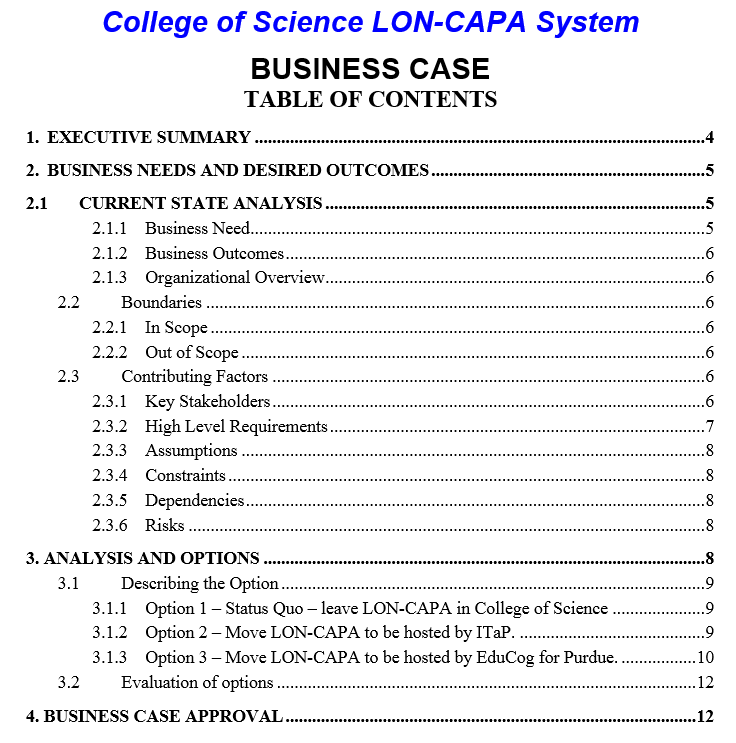 College of Science LON-CAPA System
BUSINESS CASE
TABLE OF CONTENTS
1. EXECUTIVE SUMMARY ........ 4
2. BUSINESS NEEDS AND DESIRED OUTCOMES ........ 5
2.1 CURRENT STATE ANALYSIS ........ 5
2.1.1 Business Need ........ 5
2.1.2 Business Outcomes ........ 6
2.1.3 Organizational Overview ........ 6
2.2 Boundaries ........ 6
2.2.1 In Scope ........ 6
2.2.2 Out of Scope ........ 6
2.3 Contributing Factors ........ 6
2.3.1 Key Stakeholders ........ 6
2.3.2 High Level Requirements ........ 7
2.3.3 Assumptions ........ 8
2.3.4 Constraints ........ 8
2.3.5 Dependencies ........ 8
2.3.6 Risks ........ 8
3. ANALYSIS AND OPTIONS ........ 8
3.1 Describing the Option ........ 9
3.1.1 Option 1 – Status Quo – leave LON-CAPA in College of Science ........ 9
3.1.2 Option 2 – Move LON-CAPA to be hosted by ITaP. ........ 9
3.1.3 Option 3 – Move LON-CAPA to be hosted by EduCog for Purdue. ........ 10
3.2 Evaluation of options ........ 12
4. BUSINESS CASE APPROVAL ........ 12